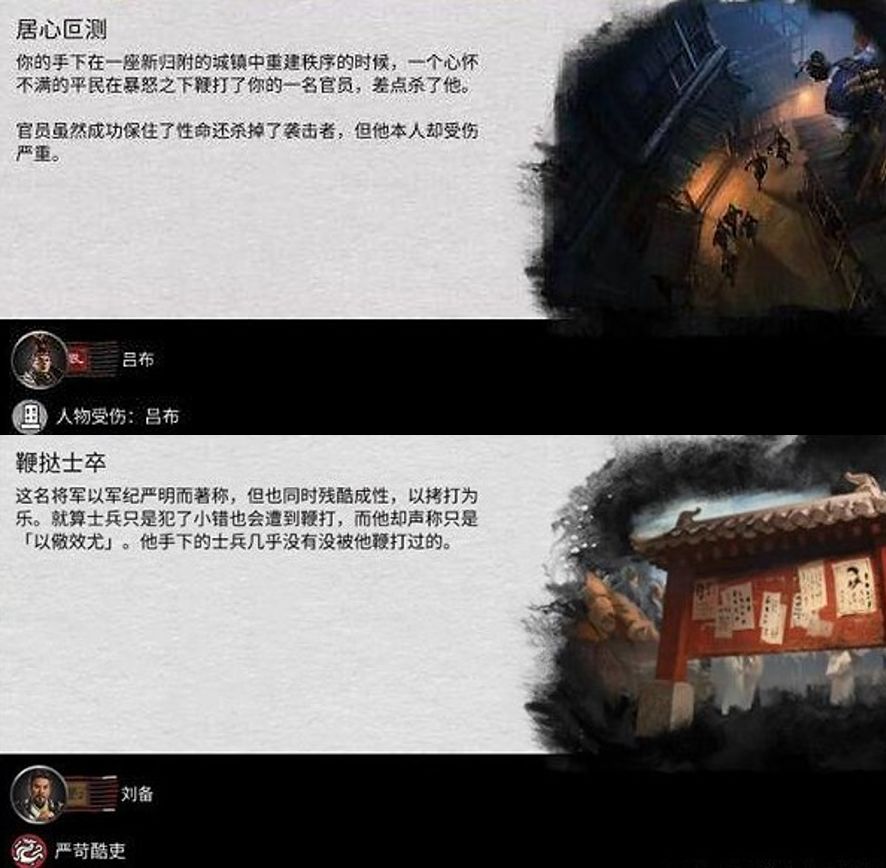 居心叵测
你的手下在一座新归附的城镇中重建秩序的时候，一个心怀
不满的平民在暴怒之下鞭打了你的一名官员，差点杀了他。
官员虽然成功保住了性命还杀掉了袭击者，但他本人却受伤
严重。
吕布
人物受伤：吕布
鞭挞士卒
这名将军以军纪严明而著称，但也同时残酷成性，以拷打为
乐。就算士兵只是犯了小错也会遭到鞭打，而他却声称只是
「以儆效尤」。他手下的士兵几乎没有没被他鞭打过的。
刘备
严苛酷吏